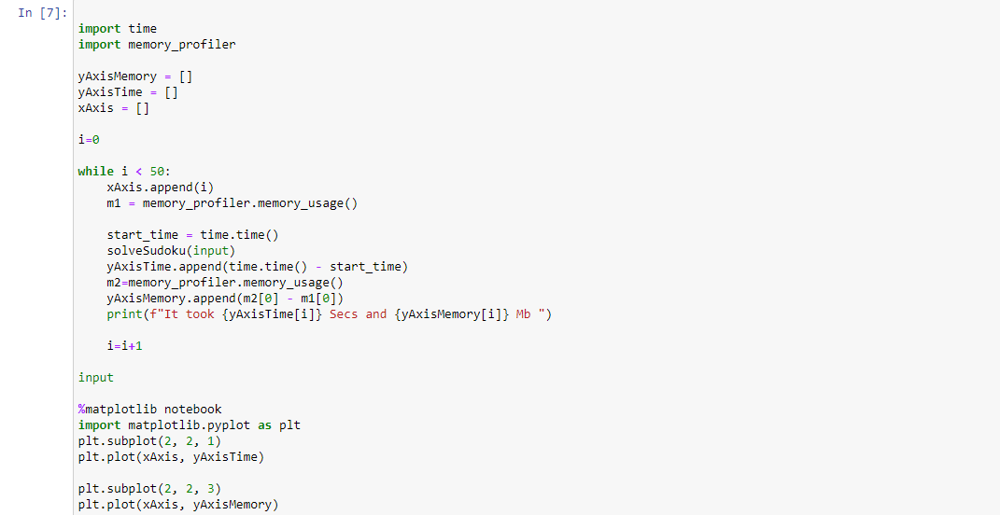 In [7]:
import time
import memory_profiler
yAxisMemory = []
yAxisTime = []
xAxis = []
i=0
while i < 50:
    xAxis.append(i)
    m1 = memory_profiler.memory_usage()
    start_time = time.time()
    solveSudoku(input)
    yAxisTime.append(time.time() - start_time)
    m2=memory_profiler.memory_usage()
    yAxisMemory.append(m2[0] - m1[0])
    print(f"It took {yAxisTime[i]} Secs and {yAxisMemory[i]} Mb ")
    i=i+1
input
%matplotlib notebook
import matplotlib.pyplot as plt
plt.subplot(2, 2, 1)
plt.plot(xAxis, yAxisTime)
plt.subplot(2, 2, 3)
plt.plot(xAxis, yAxisMemory)